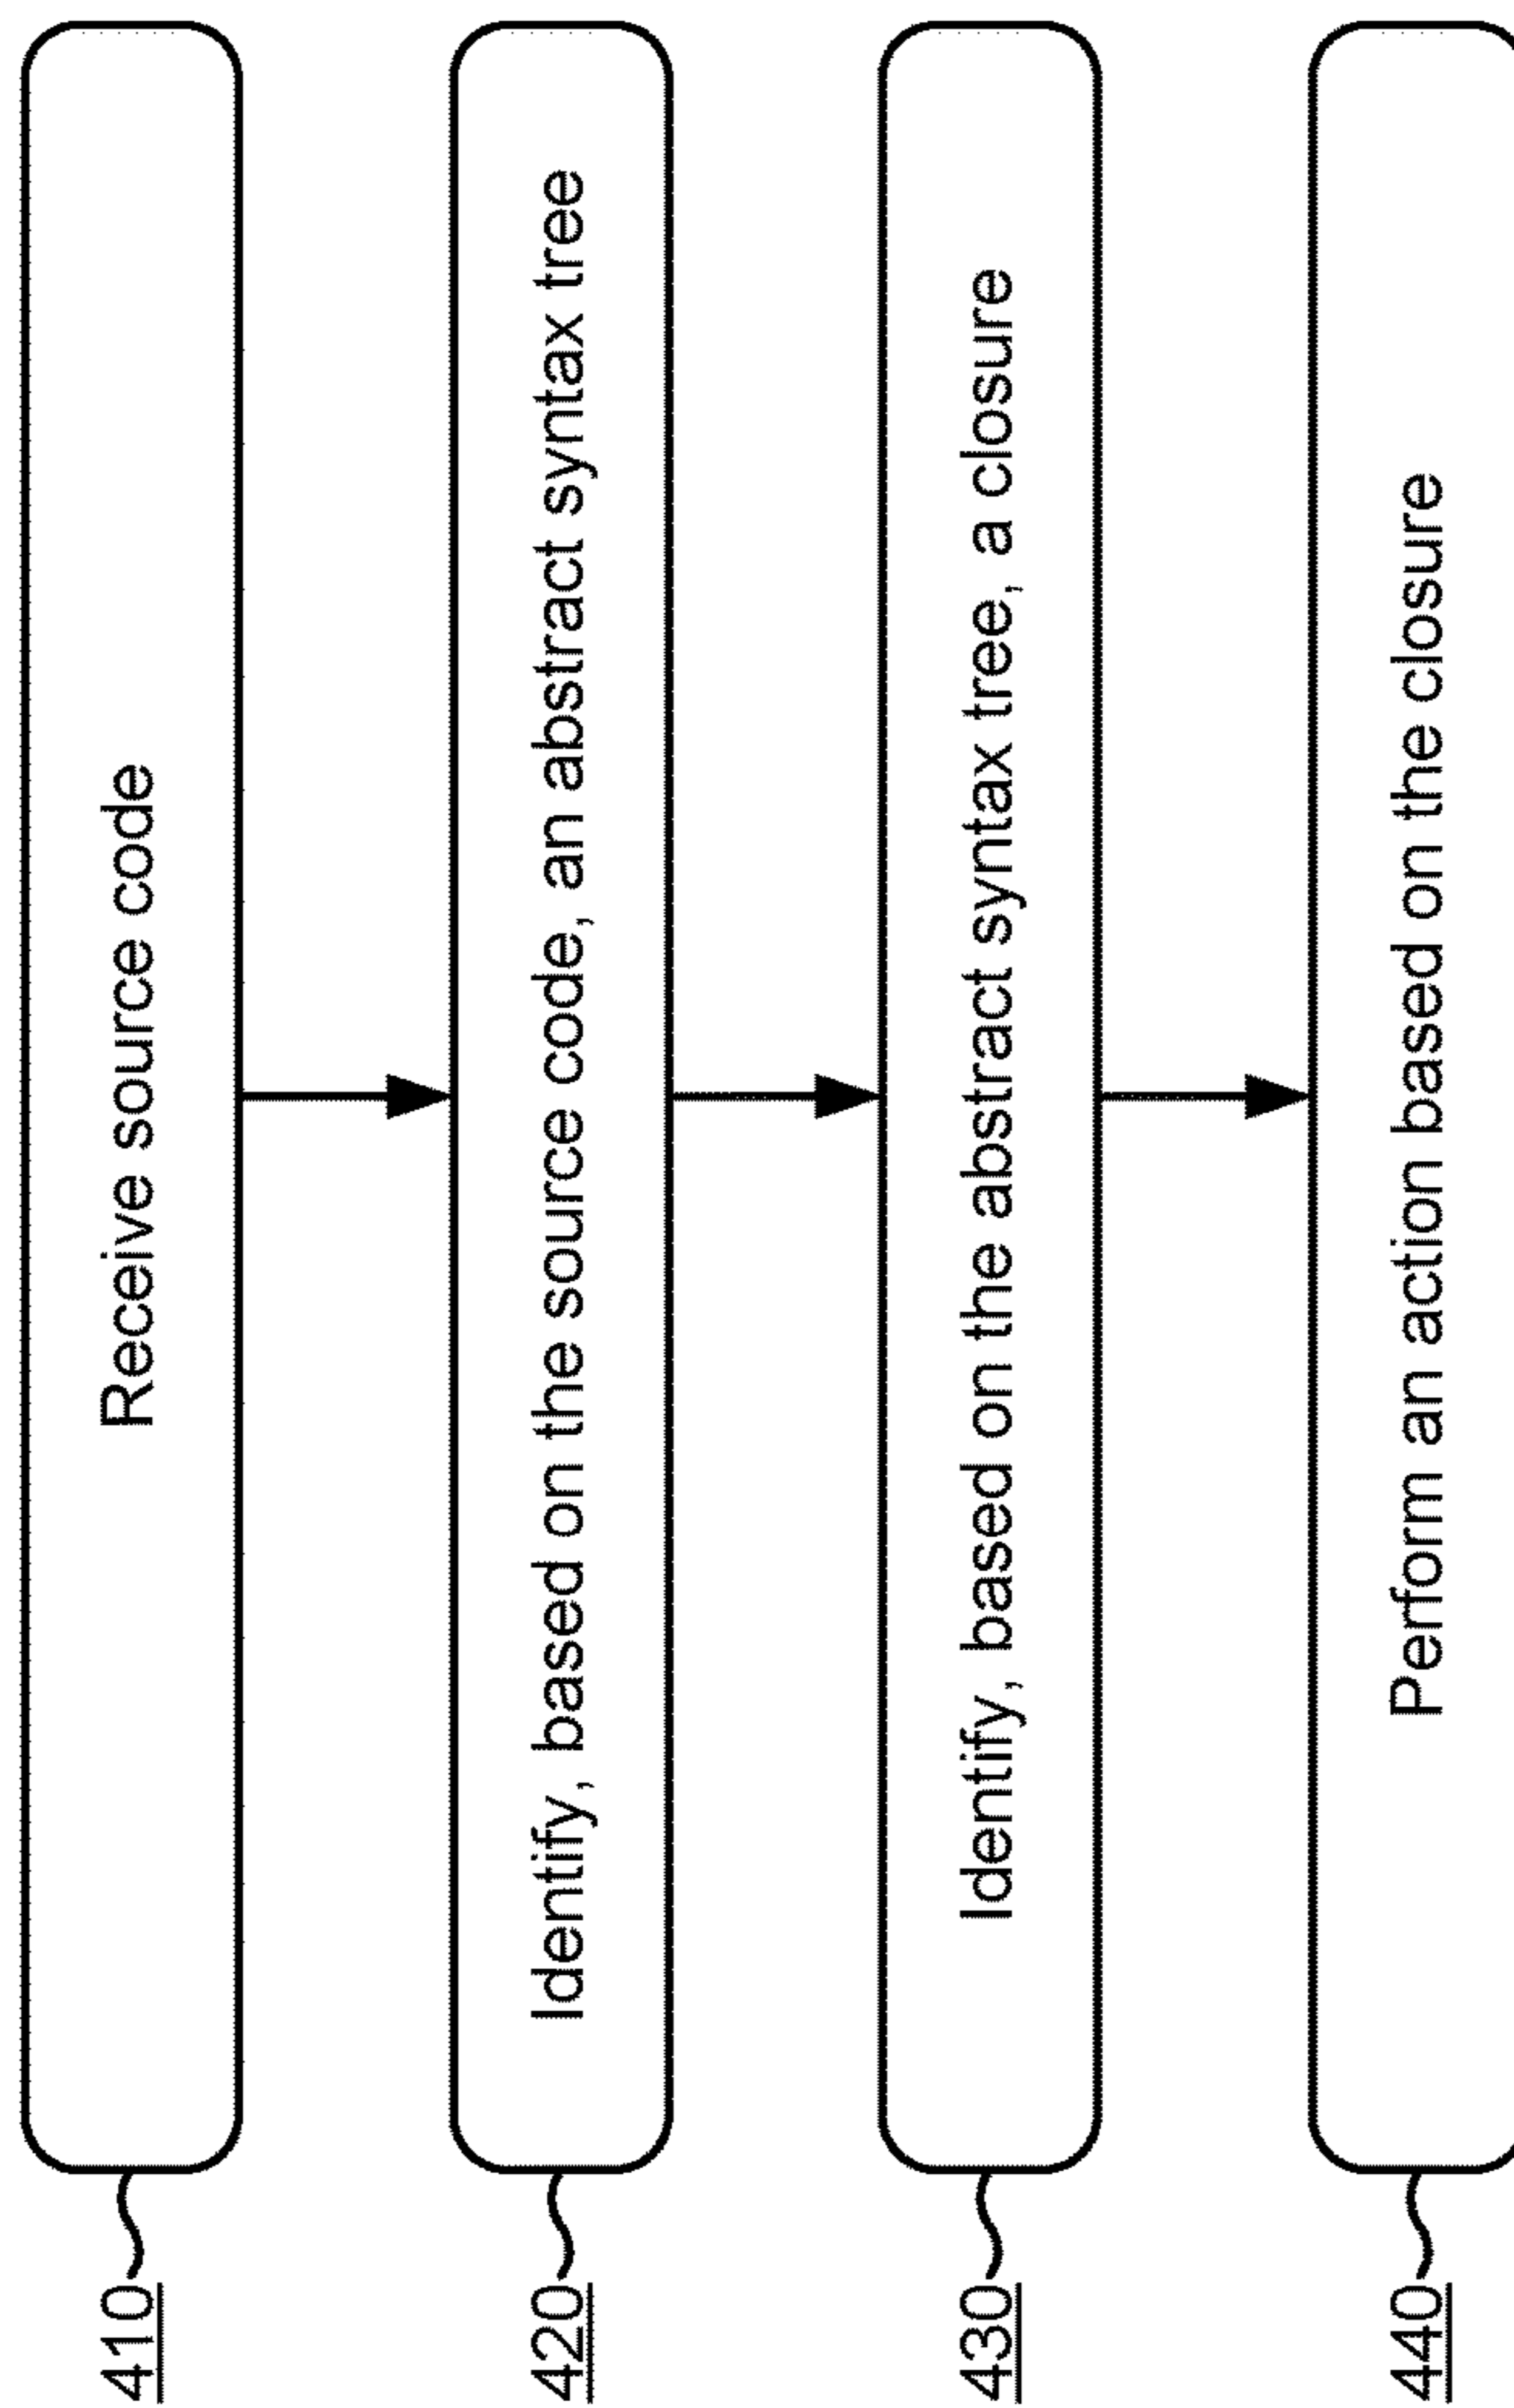 410
Receive source code
420
Identify, based on the source code, an abstract syntax tree
430
Identify, based on the abstract syntax tree, a closure
440
Perform an action based on the closure